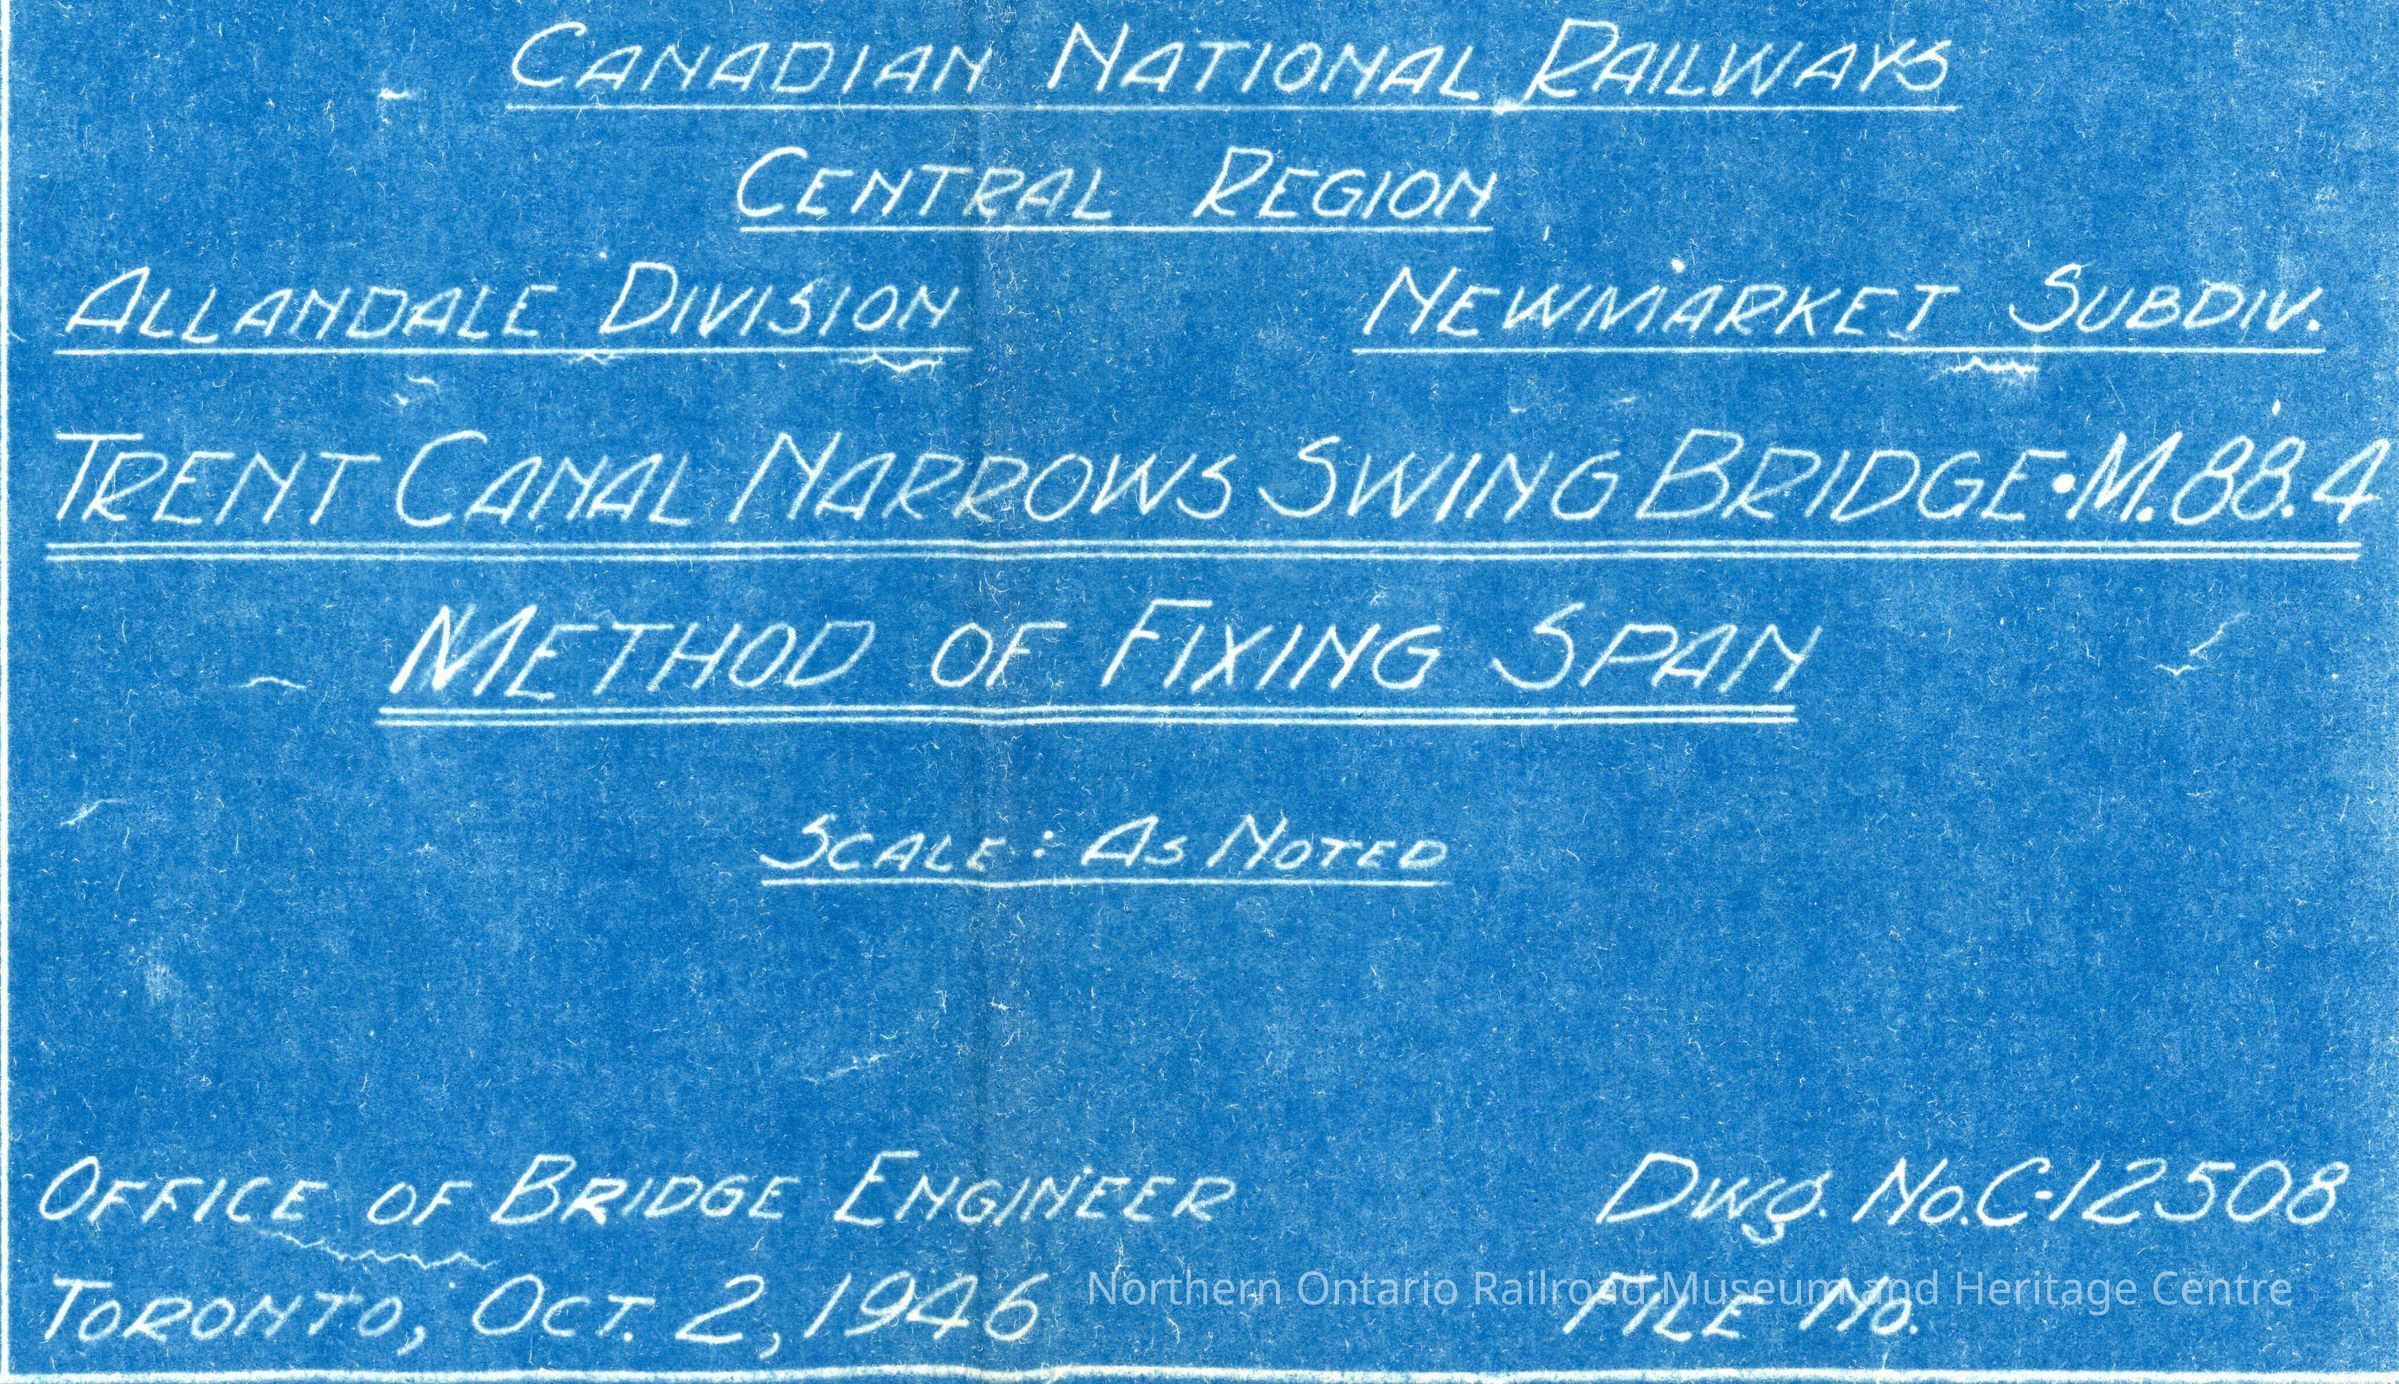 CANADIAN NATIONAL RAILWAYS
CENTRAL REGION
ALLANDALE DIVISION NEWMARKET SUBDIV.
TRENT CANAL NARROWS SWING BRIDGE·M.88.4
METHOD OF FIXING SPAN
SCALE: AS NOTED
OFFICE OF BRIDGE ENGINEER Dwg. No. C-12508
TORONTO, OCT. 2, 1946 FILE No.
Northern Ontario Railroad Museum and Heritage Centre